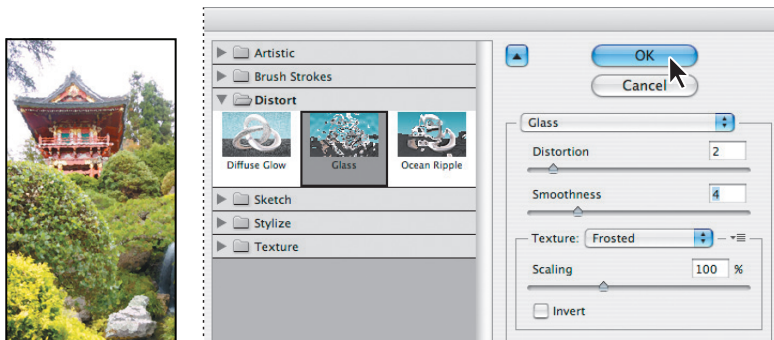 Artistic
Brush Strokes
Distort
Diffuse Glow
Glass
Ocean Ripple
Sketch
Stylize
Texture
OK
Cancel
Glass
Distortion 2
Smoothness 4
Texture: Frosted
Scaling 100 %
Invert